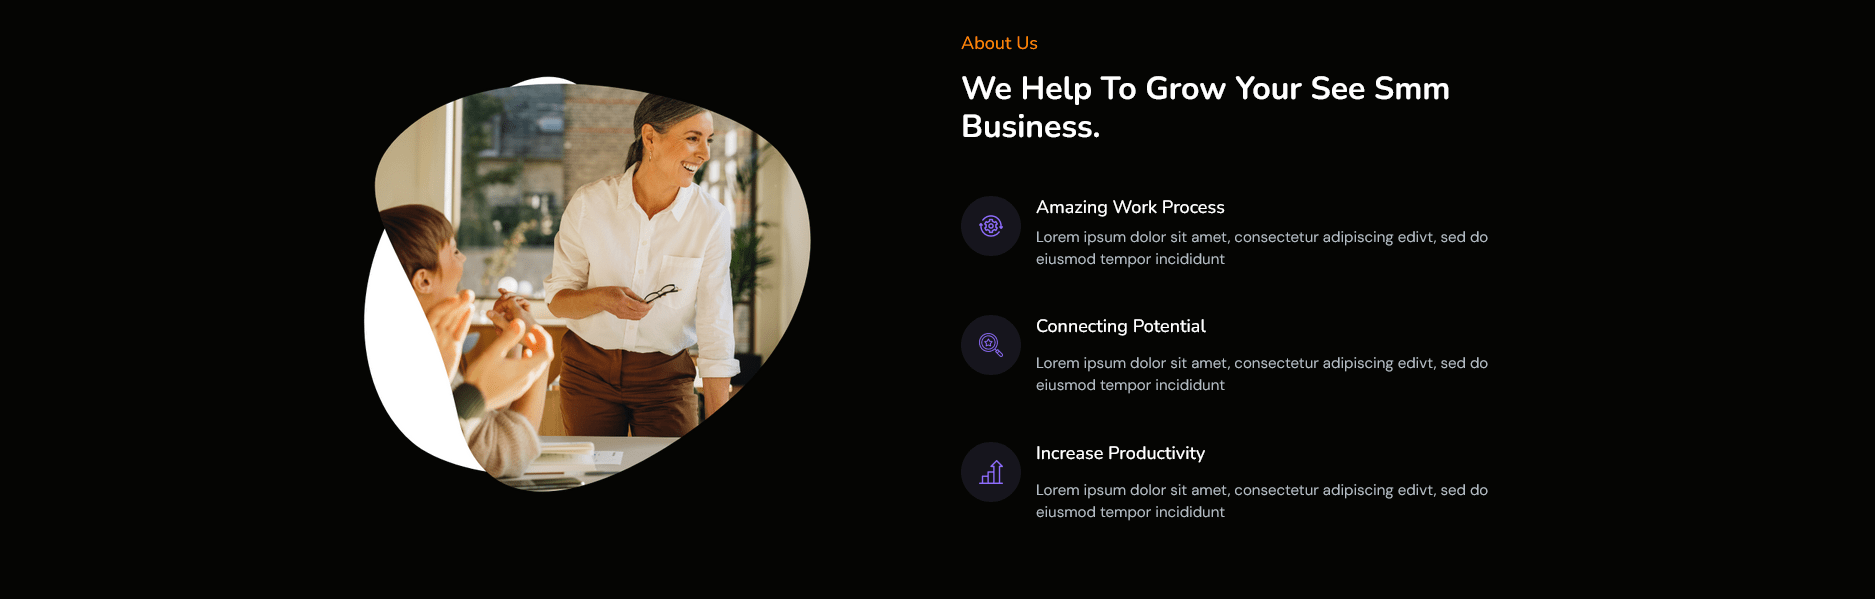 About Us
We Help To Grow Your See Smm
Business.
Amazing Work Process
Lorem ipsum dolor sit amet, consectetur adipiscing edivt, sed do
eiusmod tempor incididunt
Connecting Potential
Lorem ipsum dolor sit amet, consectetur adipiscing edivt, sed do
eiusmod tempor incididunt
Increase Productivity
Lorem ipsum dolor sit amet, consectetur adipiscing edivt, sed do
eiusmod tempor incididunt